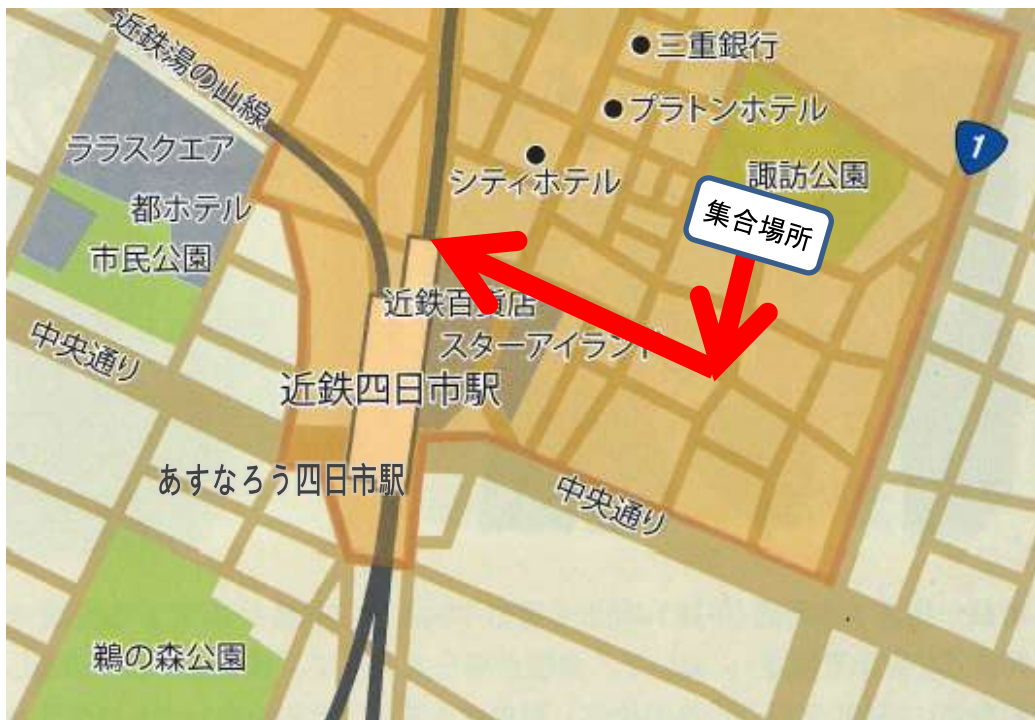 近鉄湯の山線
三重銀行
プラトンホテル
1
ララスクエア
シティホテル
諏訪公園
都ホテル
集合場所
市民公園
近鉄百貨店
スターアイランド
中央通り
近鉄四日市駅
あすなろう四日市駅
中央通り
鵜の森公園